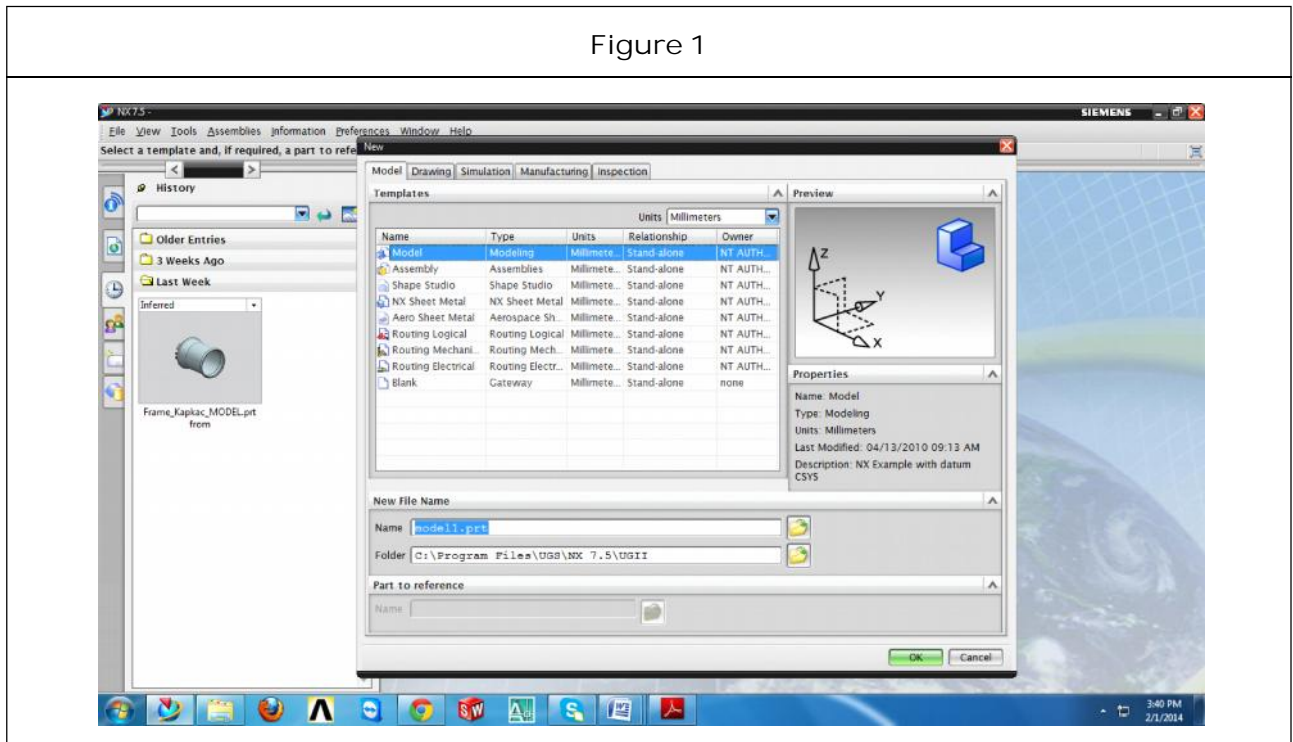 Figure 1
NX 7.5 -
SIEMENS
File View Tools Assemblies Information Preferences Window Help
Select a template and, if required, a part to refe
New
History
Older Entries
3 Weeks Ago
Last Week
Inferred
Frame_Kapkac_MODEL.prt
from
Model Drawing Simulation Manufacturing Inspection
Templates
Units Millimeters
Name Type Units Relationship Owner
Model Modeling Millimete... Stand-alone NT AUTH...
Assembly Assemblies Millimete... Stand-alone NT AUTH...
Shape Studio Shape Studio Millimete... Stand-alone NT AUTH...
NX Sheet Metal NX Sheet Metal Millimete... Stand-alone NT AUTH...
Aero Sheet Metal Aerospace Sh... Millimete... Stand-alone NT AUTH...
Routing Logical Routing Logical Millimete... Stand-alone NT AUTH...
Routing Mechani... Routing Mech... Millimete... Stand-alone NT AUTH...
Routing Electrical Routing Electr... Millimete... Stand-alone NT AUTH...
Blank Gateway Millimete... Stand-alone none
Preview
Z
Y
X
Properties
Name: Model
Type: Modeling
Units: Millimeters
Last Modified: 04/13/2010 09:13 AM
Description: NX Example with datum
CSYS
New File Name
Name model1.prt
Folder C:\Program Files\UGS\NX 7.5\UGII
Part to reference
Name
OK Cancel
3:40 PM
2/1/2014